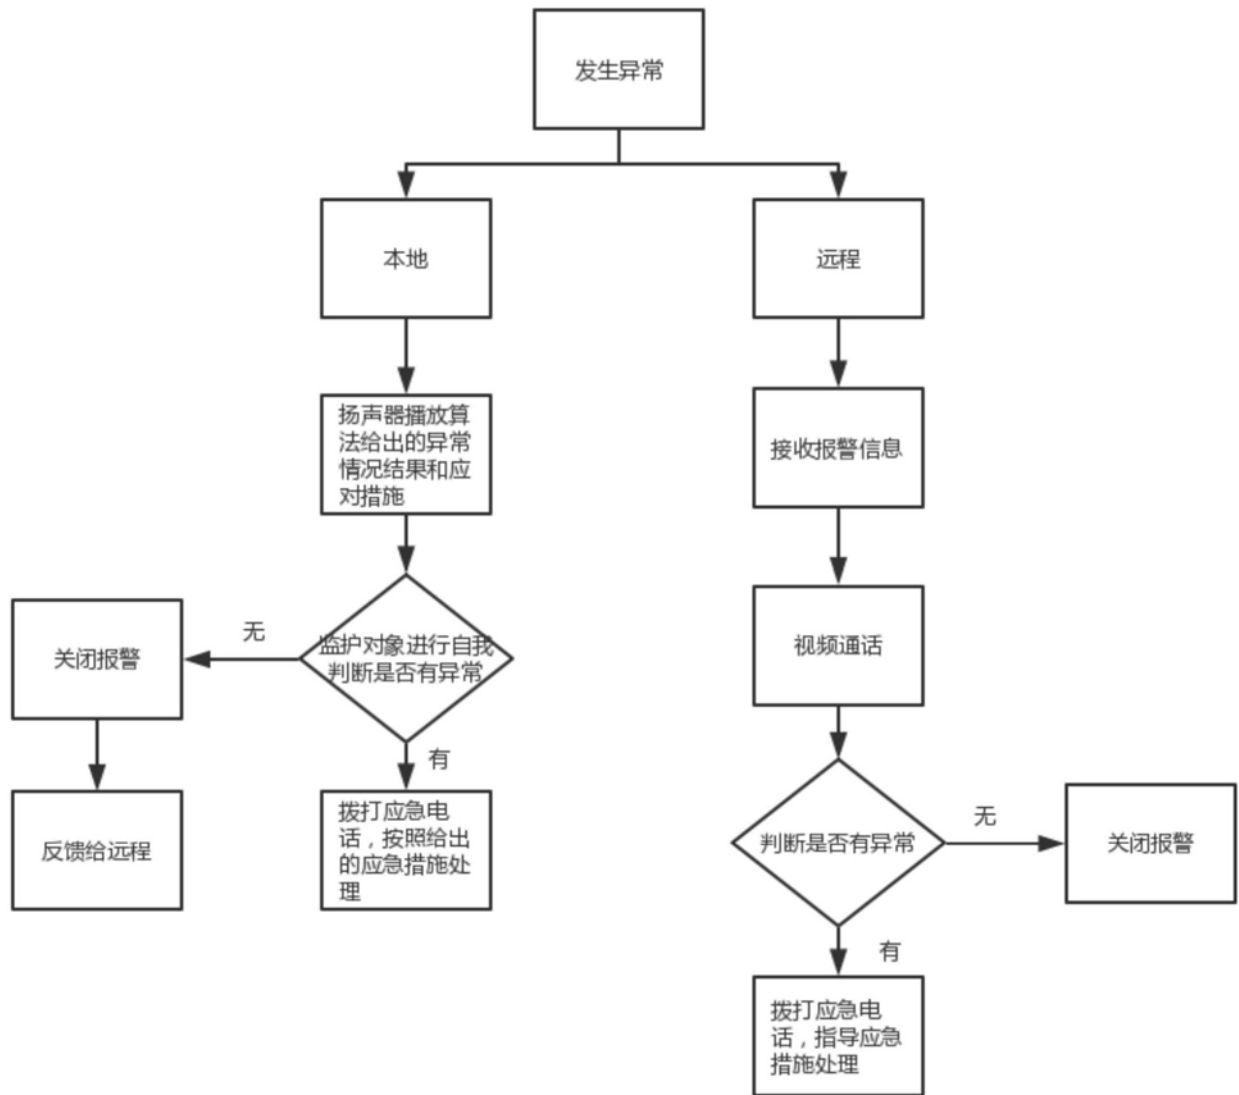 发生异常
本地
远程
扬声器播放算
法给出的异常
情况结果和应
对措施
接收报警信息
关闭报警
无
监护对象进行自我
判断是否有异常
视频通话
有
反馈给远程
拨打应急电
话，按照给出
的应急措施处
理
判断是否有异常
无
关闭报警
有
拨打应急电
话，指导应急
措施处理